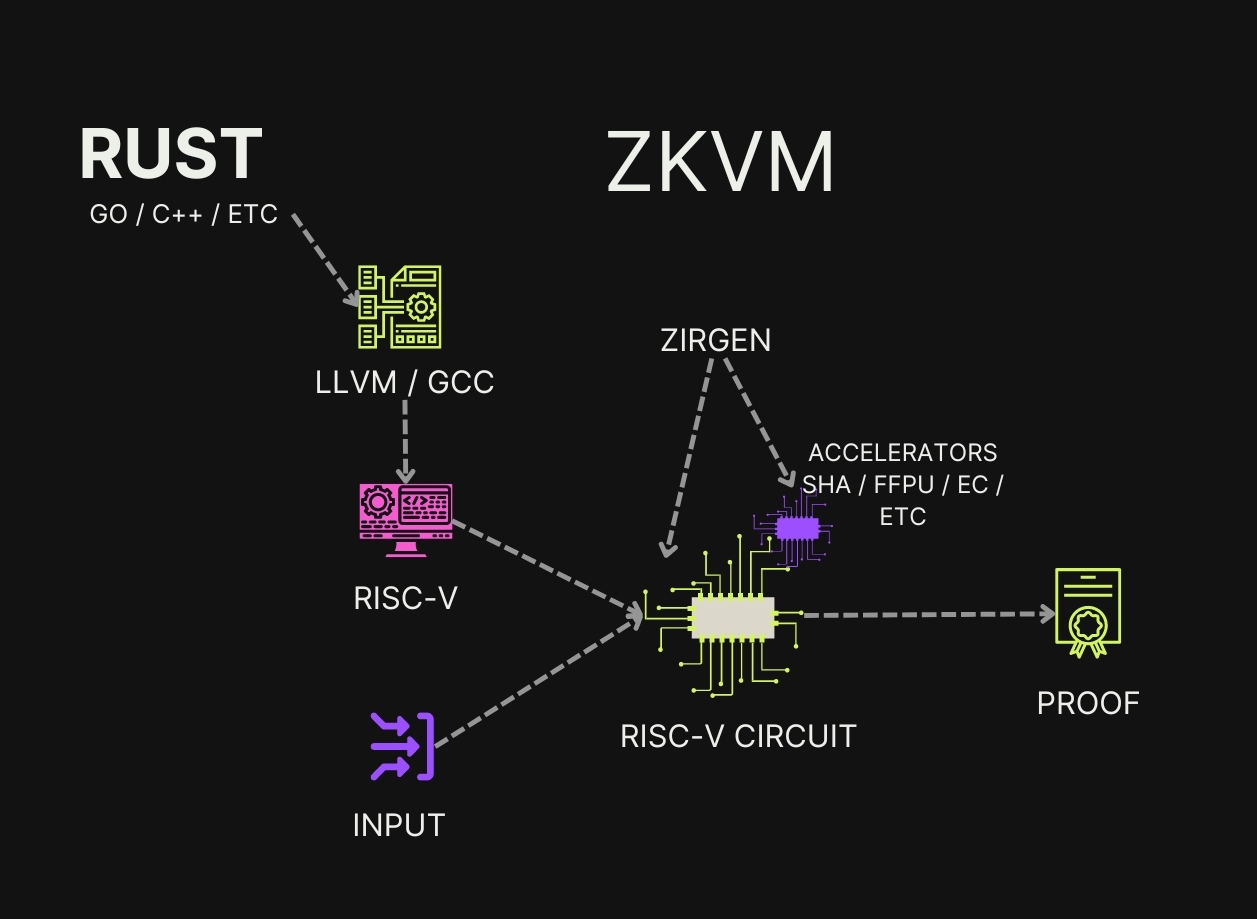 RUST
GO / C++ / ETC
ZKVM
LLVM / GCC
ZIRGEN
ACCELERATORS
SHA / FFPU / EC /
ETC
RISC-V
RISC-V CIRCUIT
PROOF
INPUT